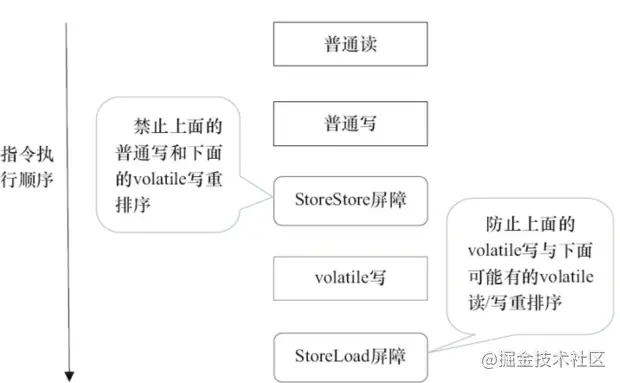 普通读
普通写
禁止上面的
普通写和下面
的volatile写重
排序
指令执
行顺序
StoreStore屏障
防止上面的
volatile写与下面
可能有的volatile
读/写重排序
volatile写
StoreLoad屏障
@掘金技术社区